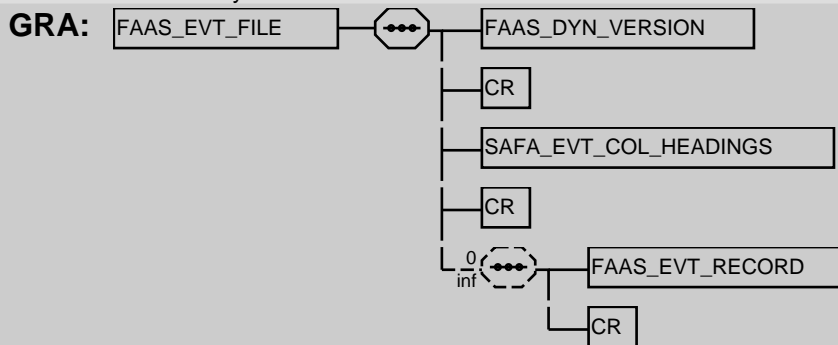 GRA:
FAAS_EVT_FILE
FAAS_DYN_VERSION
CR
SAFA_EVT_COL_HEADINGS
CR
0
inf
FAAS_EVT_RECORD
CR